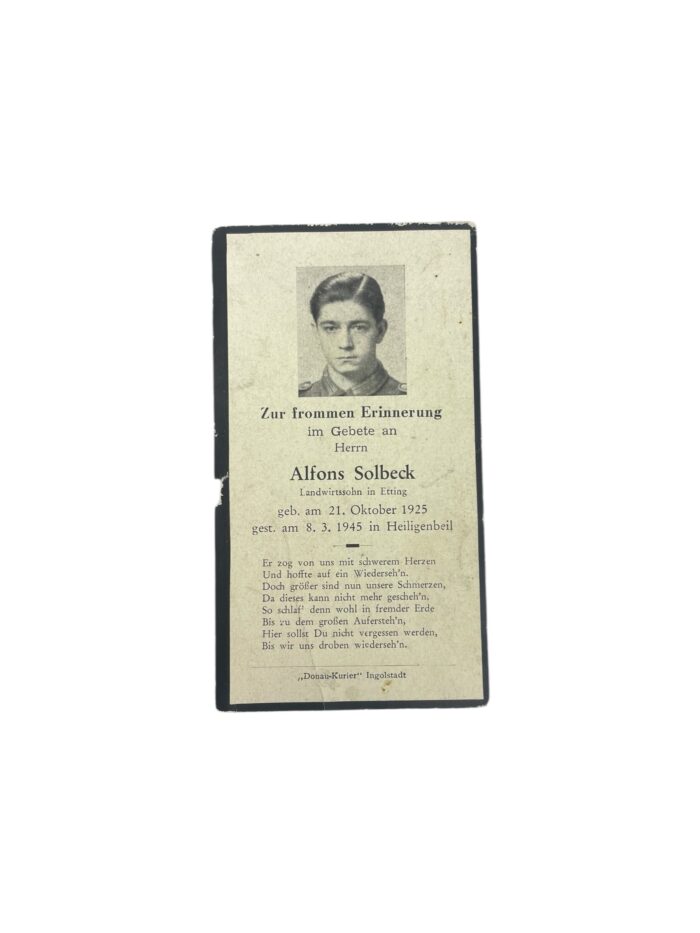 Zur frommen Erinnerung
im Gebete an
Herrn
Alfons Solbeck
Landwirtssohn in Etting
geb. am 21. Oktober 1925
gest. am 8. 3. 1945 in Heiligenbeil
Er zog von uns mit schwerem Herzen
Und hoffte auf ein Wiederseh'n.
Doch größer sind nun unsere Schmerzen,
Da dieses kann nicht mehr gescheh'n.
So schlaf' denn wohl in fremder Erde
Bis zu dem großen Aufersteh'n,
Hier sollst Du nicht vergessen werden,
Bis wir uns droben wiederseh'n.
„Donau-Kurier" Ingolstadt